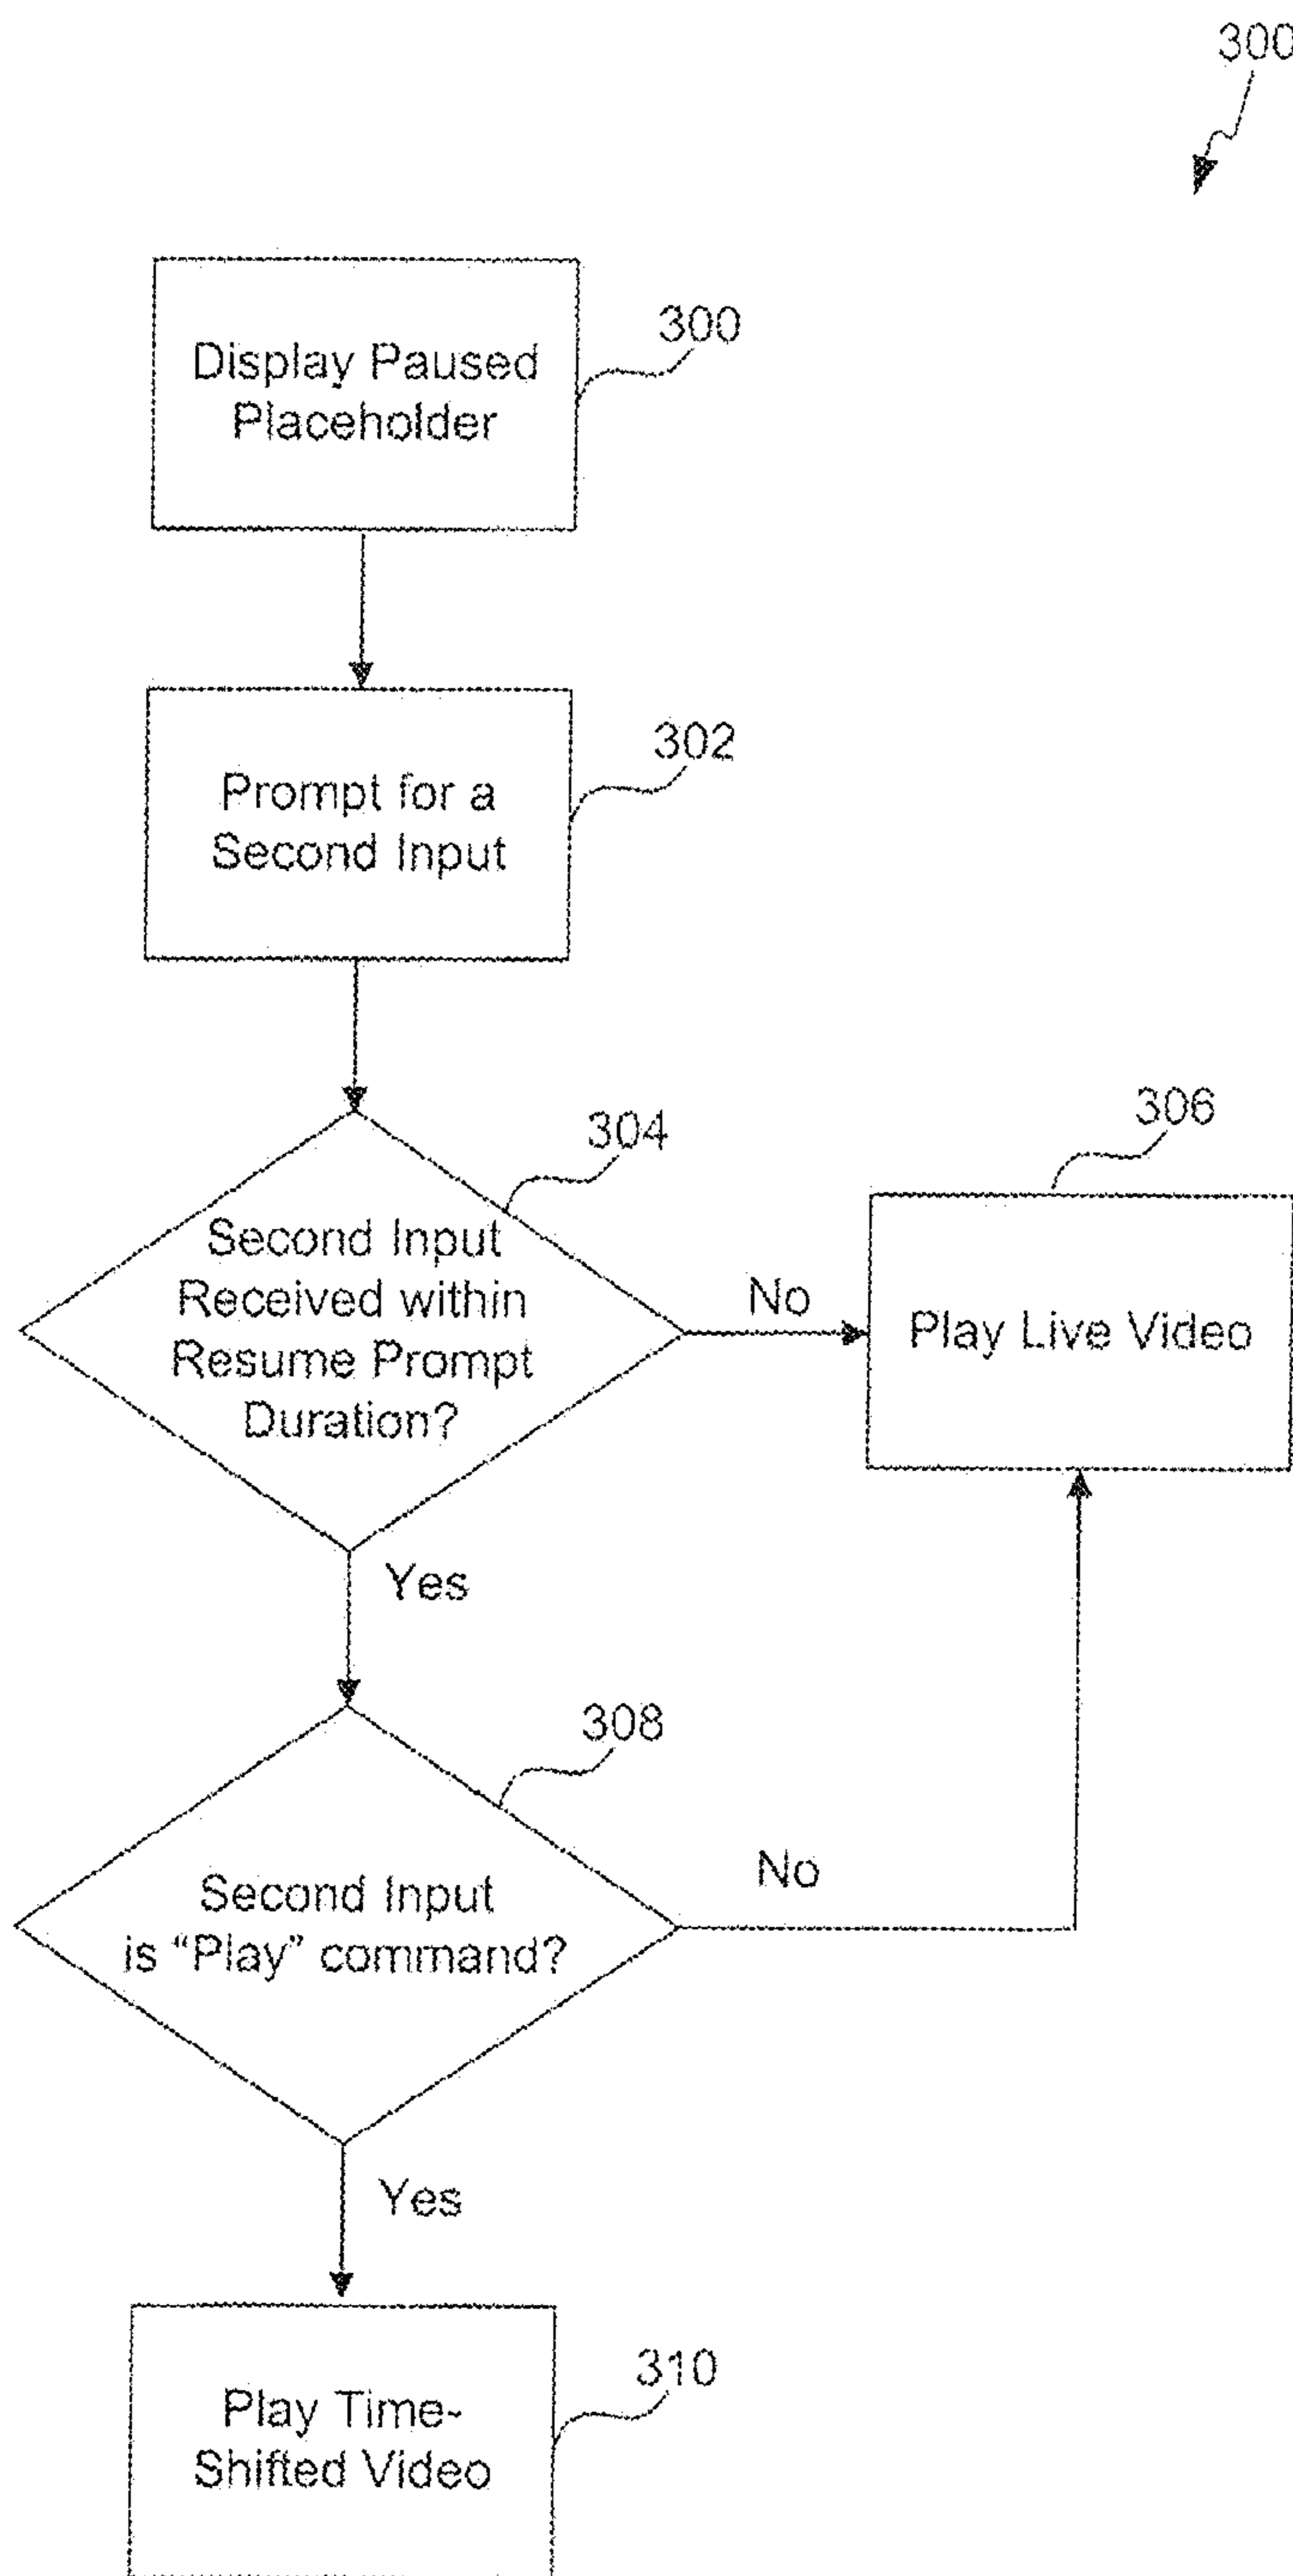 300
Display Paused
Placeholder
300
Prompt for a
Second Input
302
Second Input
Received within
Resume Prompt
Duration?
304
No
306
Play Live Video
Yes
308
Second Input
is “Play” command?
No
Yes
310
Play Time-
Shifted Video